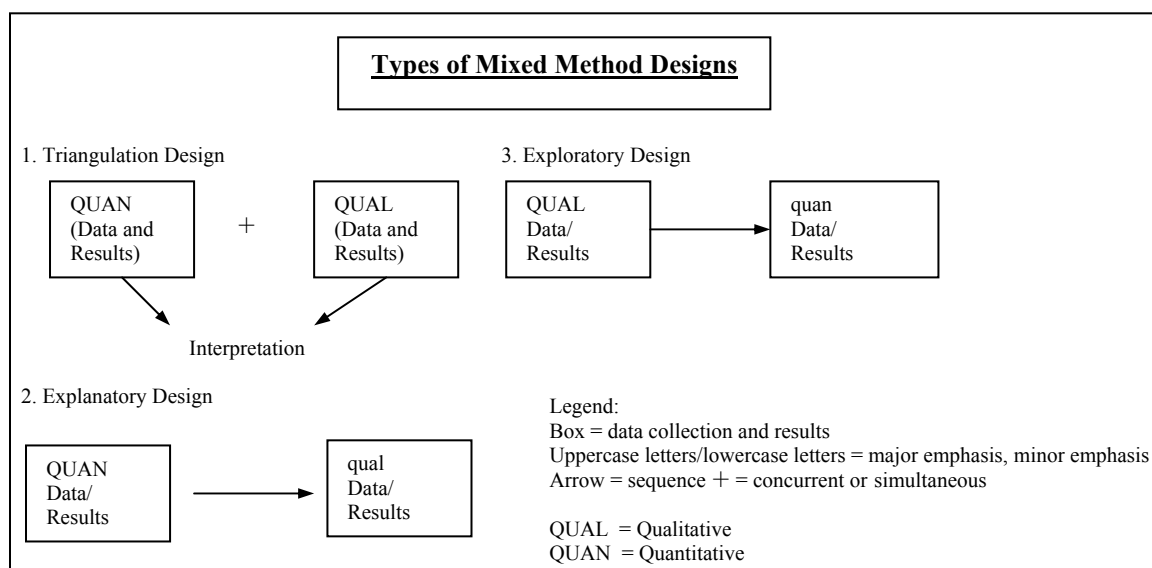 Types of Mixed Method Designs
1. Triangulation Design
QUAN
(Data and
Results)
+
QUAL
(Data and
Results)
Interpretation
2. Explanatory Design
QUAN
Data/
Results
qual
Data/
Results
3. Exploratory Design
QUAL
Data/
Results
quan
Data/
Results
Legend:
Box = data collection and results
Uppercase letters/lowercase letters = major emphasis, minor emphasis
Arrow = sequence + = concurrent or simultaneous
QUAL = Qualitative
QUAN = Quantitative